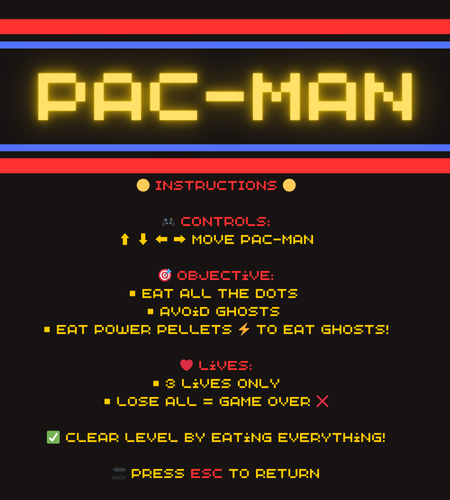 PAC-MAN
🟡 INSTRUCTIONS 🟡
🎮 CONTROLS:
⬆ ⬇ ⬅ ➡ MOVE PAC-MAN
🎯 OBJECTiVE:
▪ EAT ALL THE DOTS
▪ AVOiD GHOSTS
▪ EAT POWER PELLETS ⚡ TO EAT GHOSTS!
❤️ LiVES:
▪ 3 LiVES ONLY
▪ LOSE ALL = GAME OVER ❌
✅ CLEAR LEVEL BY EATiNG EVERYTHiNG!
🔙 PRESS ESC TO RETURN